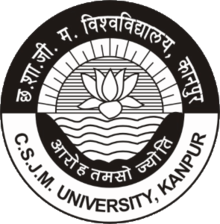 छ.शा.जी. म. विश्वविद्यालय, कानपुर
आरोह तमसो ज्योति
C.S.J.M. UNIVERSITY, KANPUR